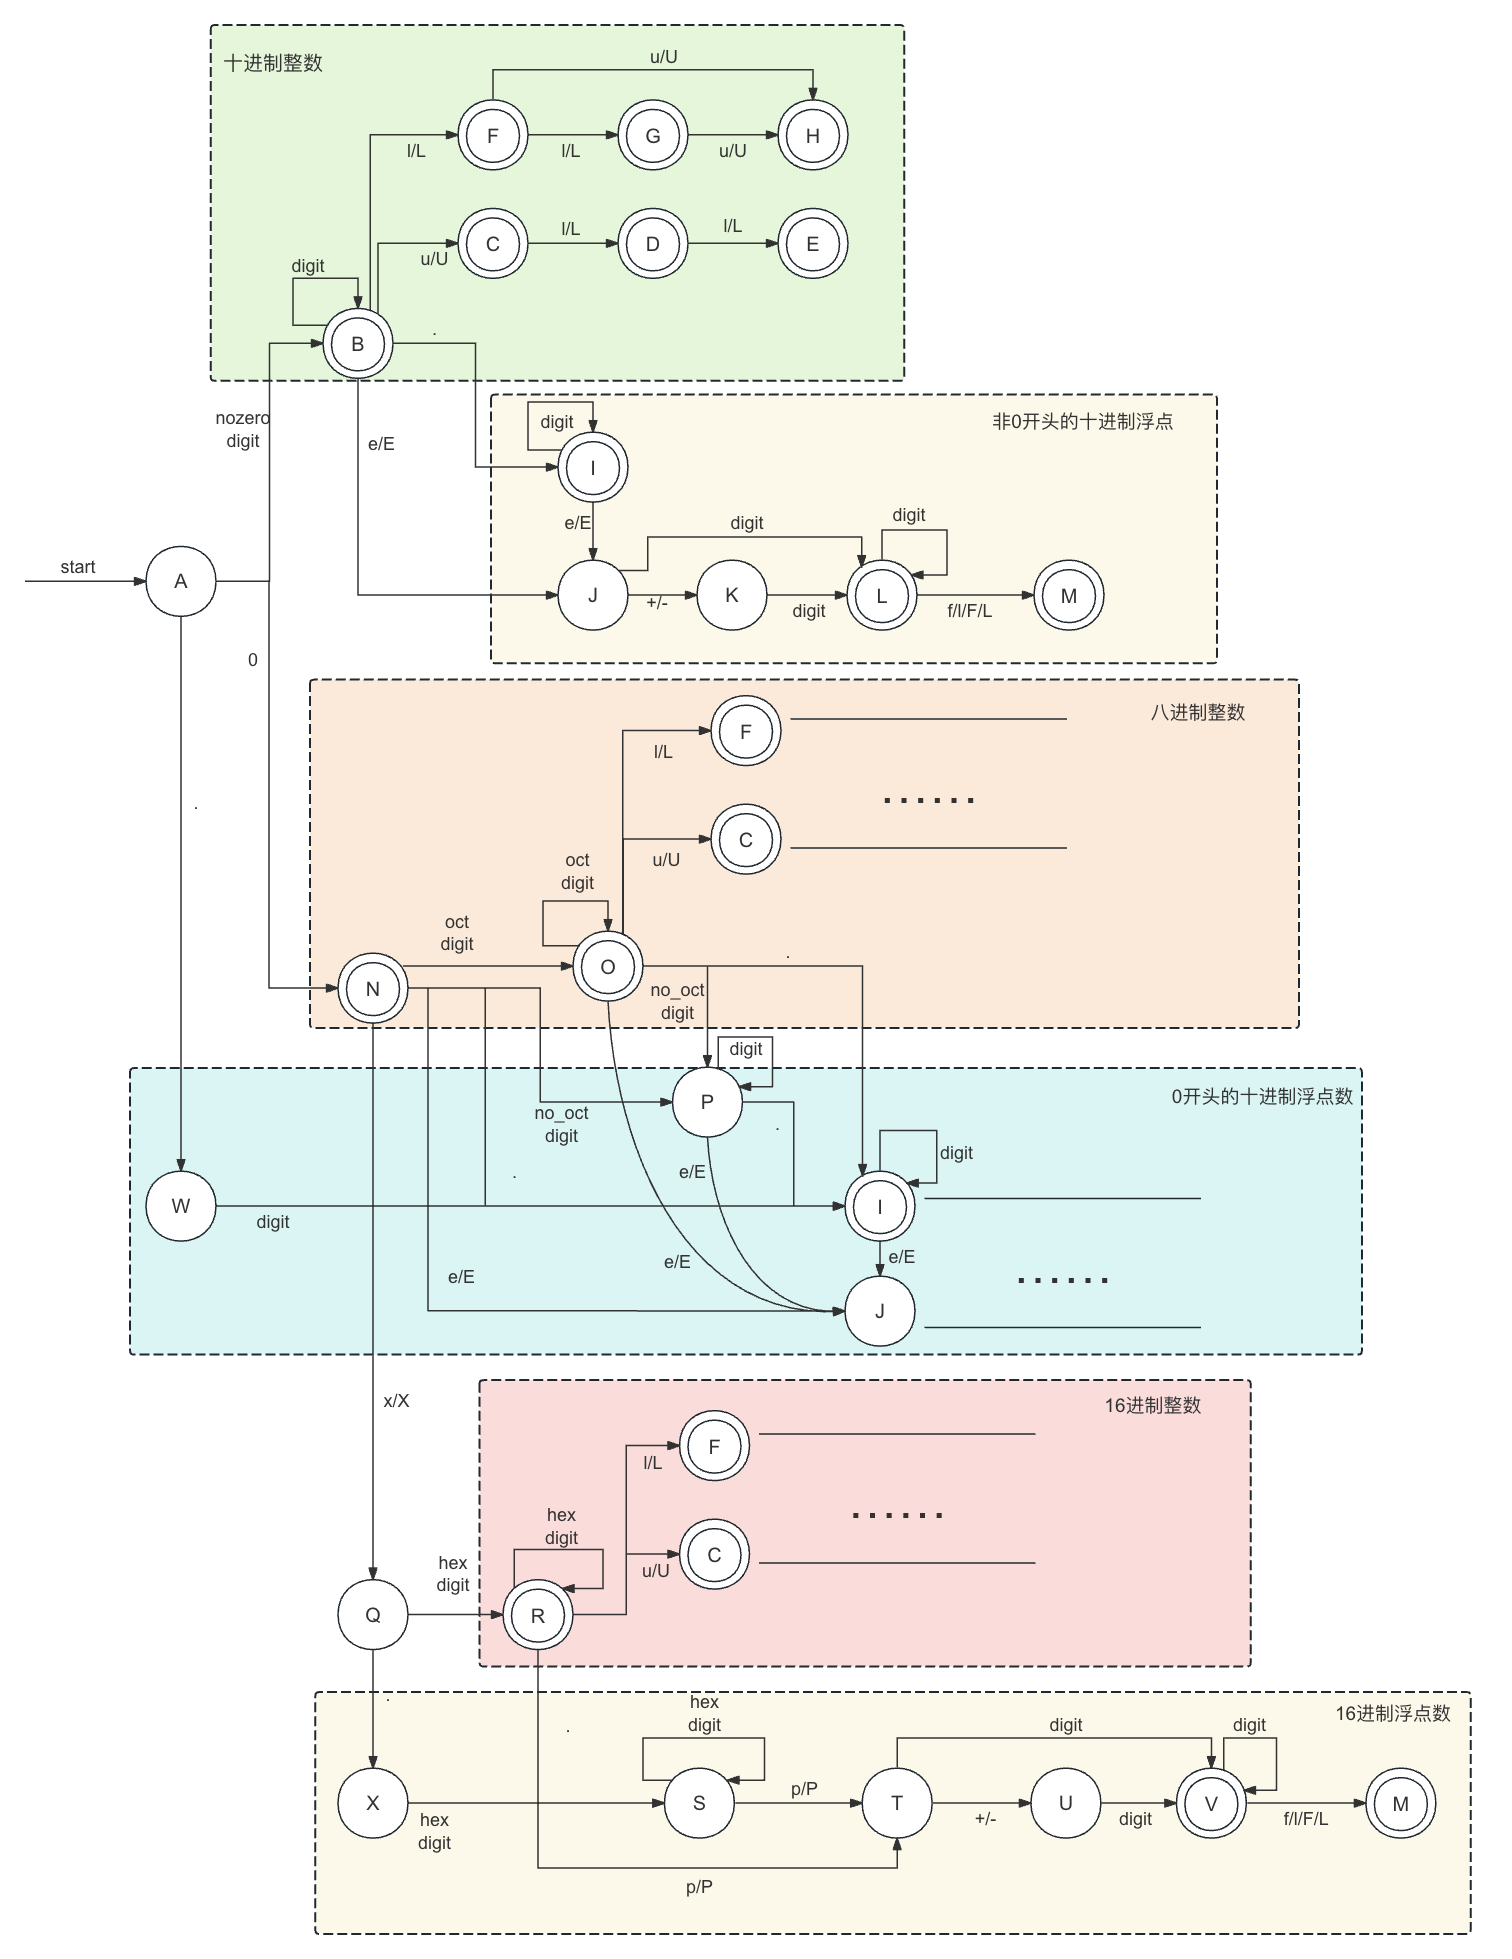 十进制整数
u/U
F
G
H
l/L
l/L
u/U
C
D
E
l/L
l/L
u/U
digit
B
.
nozero
digit
e/E
非0开头的十进制浮点
digit
I
e/E
digit
digit
J
K
L
M
+/-
digit
f/l/F/L
start
A
0
.
八进制整数
F
l/L
......
C
u/U
oct
digit
oct
digit
N
O
.
no_oct
digit
0开头的十进制浮点数
digit
P
no_oct
digit
.
e/E
digit
W
digit
.
I
e/E
e/E
e/E
......
J
x/X
16进制整数
F
l/L
......
C
u/U
hex
digit
hex
digit
Q
R
.
.
16进制浮点数
hex
digit
digit
digit
X
S
p/P
T
U
V
M
hex
digit
+/-
digit
f/l/F/L
p/P